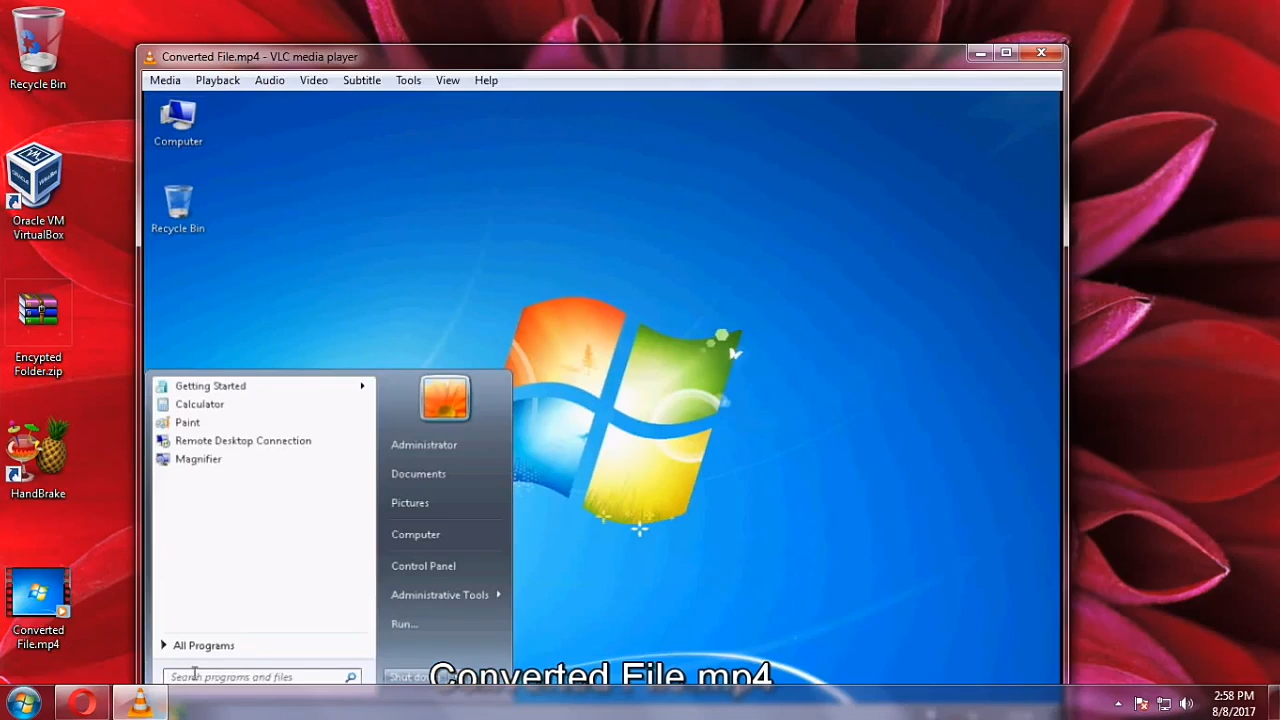 Recycle Bin
Oracle VM
VirtualBox
Encypted
Folder.zip
HandBrake
Converted
File.mp4
Converted File.mp4 - VLC media player
Media Playback Audio Video Subtitle Tools View Help
Computer
Recycle Bin
Getting Started
Calculator
Paint
Remote Desktop Connection
Magnifier
All Programs
Search programs and files
Administrator
Documents
Pictures
Computer
Control Panel
Administrative Tools
Run...
Shut do
Converted File.mp4
2:58 PM
8/8/2017